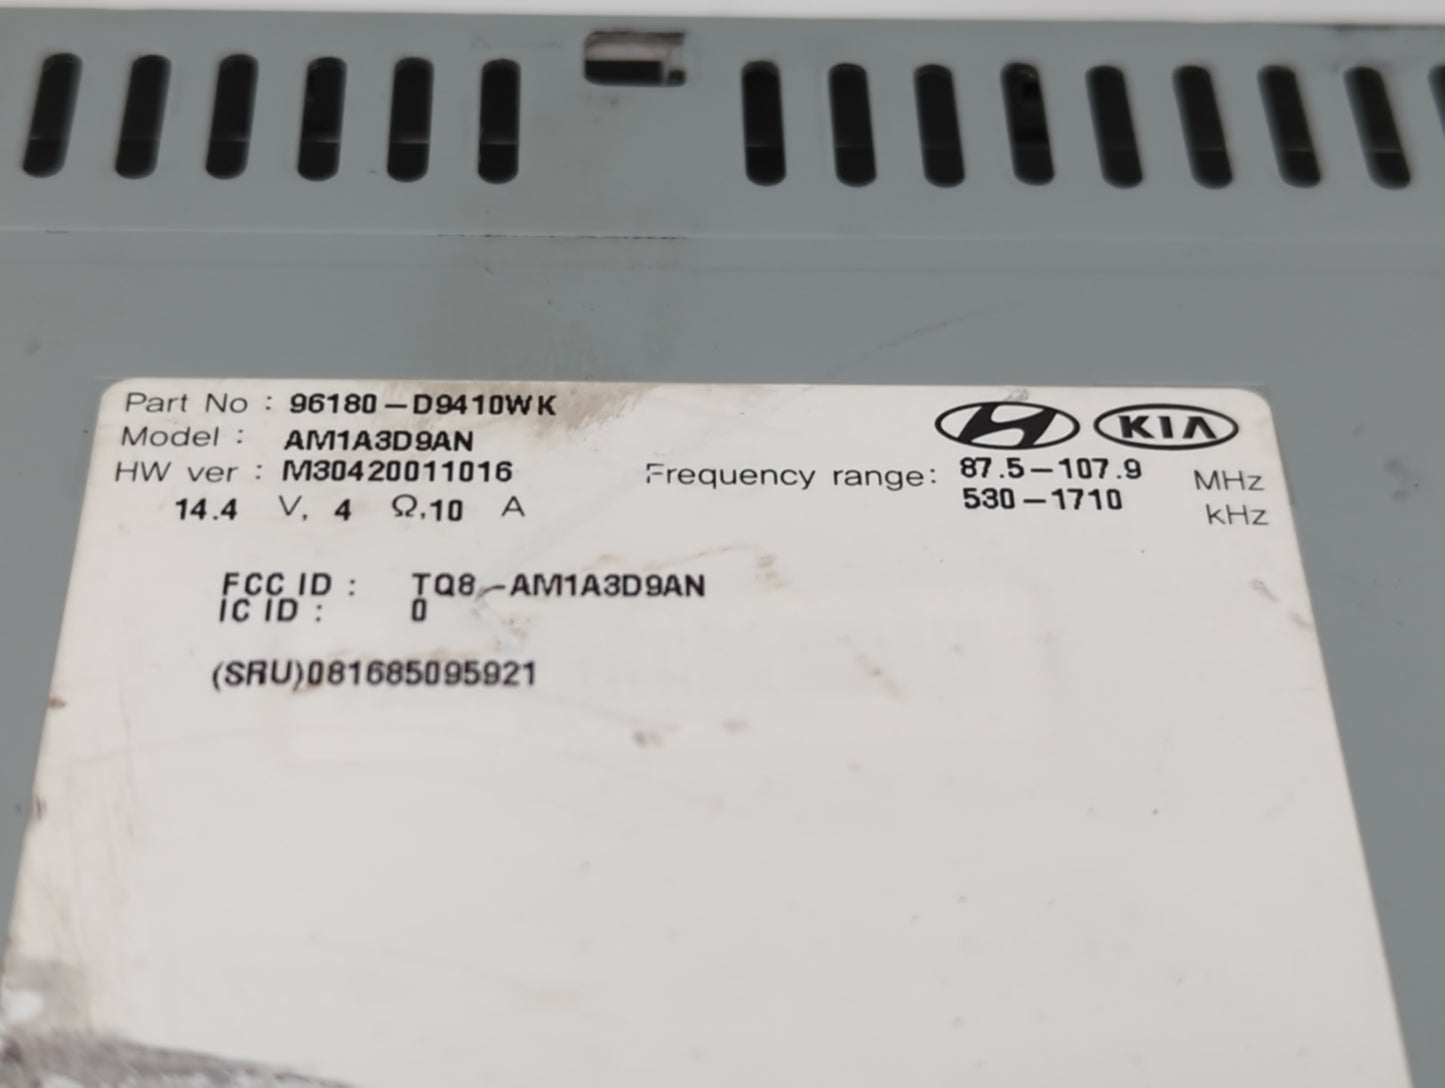 Part No : 96180-D9410WK
KIA
Model : AM1A3D9AN
HW ver : M30420011016
Frequency range: 87.5-107.9 MHz
530-1710 kHz
14.4 V, 4 Ω,10 A
FCC ID : TQ8-AM1A3D9AN
IC ID : 0
(SRU)081685095921